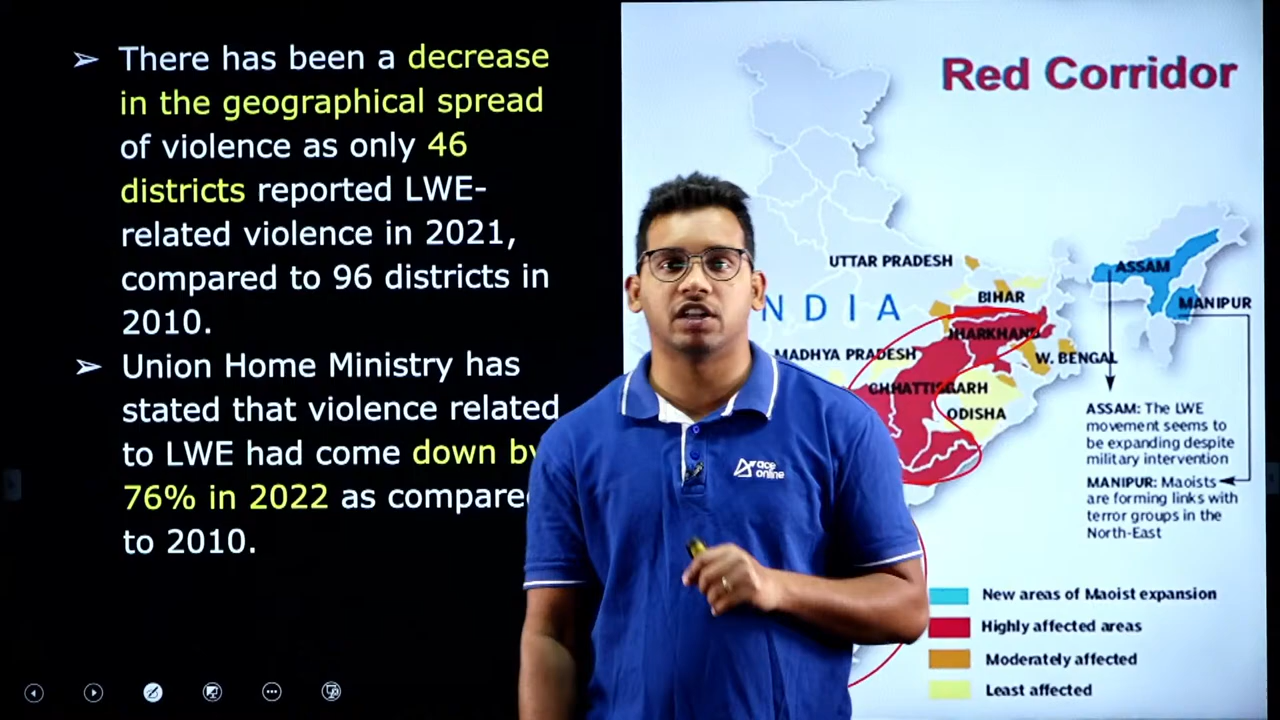 ➢ There has been a decrease
in the geographical spread
of violence as only 46
districts reported LWE-
related violence in 2021,
compared to 96 districts in
2010.
➢ Union Home Ministry has
stated that violence related
to LWE had come down by
76% in 2022 as compared
to 2010.
Red Corridor
UTTAR PRADESH
BIHAR
ASSAM
MANIPUR
NDIA
JHARKHAND
MADHYA PRADESH
W. BENGAL
CHHATTISGARH
ODISHA
ASSAM: The LWE
movement seems to
be expanding despite
military intervention
MANIPUR: Maoists
are forming links with
terror groups in the
North-East
New areas of Maoist expansion
Highly affected areas
Moderately affected
Least affected
ace
online